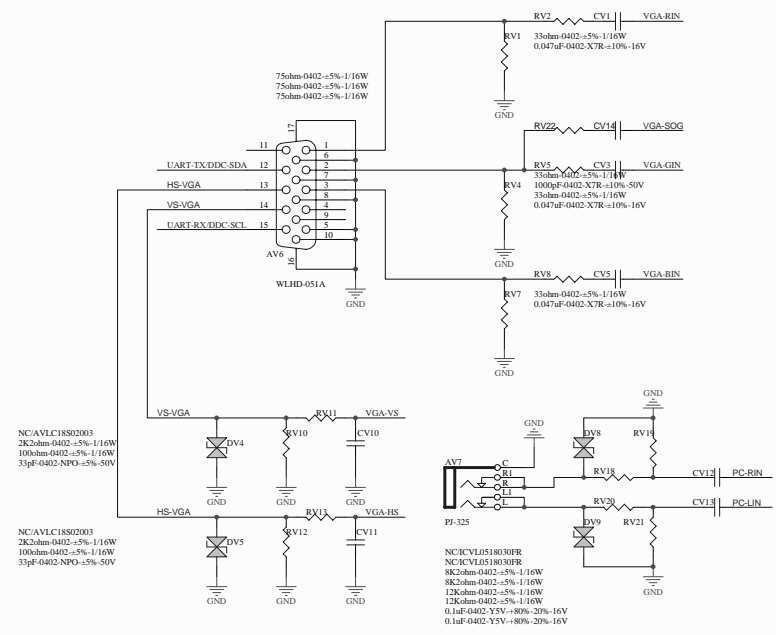 RV2 CV1 VGA-RIN
RV1 33ohm-0402-±5%-1/16W
0.047uF-0402-X7R-±10%-16V
GND
75ohm-0402-±5%-1/16W
75ohm-0402-±5%-1/16W
75ohm-0402-±5%-1/16W
RV22 CV14 VGA-SOG
RV5 CV3 VGA-GIN
33ohm-0402-±5%-1/16W
RV4 1000pF-0402-X7R-±10%-50V
33ohm-0402-±5%-1/16W
0.047uF-0402-X7R-±10%-16V
GND
17
11 1
6
UART-TX/DDC-SDA 12 2
7
HS-VGA 13 3
8
VS-VGA 14 4
9
UART-RX/DDC-SCL 15 5
10
AV6 16
WLHD-051A
GND
RV8 CV5 VGA-BIN
RV7 33ohm-0402-±5%-1/16W
0.047uF-0402-X7R-±10%-16V
GND
VS-VGA RV11 VGA-VS
NC/AVLC18S02003
2K2ohm-0402-±5%-1/16W
100ohm-0402-±5%-1/16W
33pF-0402-NPO-±5%-50V
DV4 RV10 CV10
GND GND GND
HS-VGA RV13 VGA-HS
NC/AVLC18S02003
2K2ohm-0402-±5%-1/16W
100ohm-0402-±5%-1/16W
33pF-0402-NPO-±5%-50V
DV5 RV12 CV11
GND GND GND
GND GND
DV8 RV19
AV7 C
R1
R
L1
L
PJ-325
RV18 CV12 PC-RIN
RV20 CV13 PC-LIN
DV9 RV21
GND
NC/ICVL0518030FR
NC/ICVL0518030FR
8K2ohm-0402-±5%-1/16W
8K2ohm-0402-±5%-1/16W
12Kohm-0402-±5%-1/16W
12Kohm-0402-±5%-1/16W
0.1uF-0402-Y5V-+80%-20%-16V
0.1uF-0402-Y5V-+80%-20%-16V